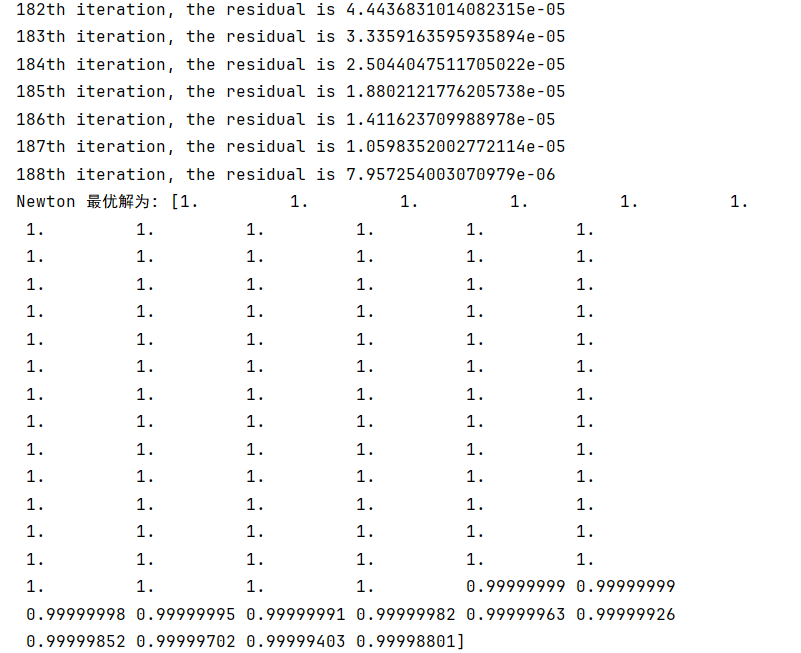 182th iteration, the residual is 4.4436831014082315e-05
183th iteration, the residual is 3.3359163595935894e-05
184th iteration, the residual is 2.5044047511705022e-05
185th iteration, the residual is 1.8802121776205738e-05
186th iteration, the residual is 1.411623709988978e-05
187th iteration, the residual is 1.0598352002772114e-05
188th iteration, the residual is 7.957254003070979e-06
Newton 最优解为: [1.         1.         1.         1.         1.         1.
 1.         1.         1.         1.         1.         1.
 1.         1.         1.         1.         1.         1.
 1.         1.         1.         1.         1.         1.
 1.         1.         1.         1.         1.         1.
 1.         1.         1.         1.         1.         1.
 1.         1.         1.         1.         1.         1.
 1.         1.         1.         1.         1.         1.
 1.         1.         1.         1.         1.         1.
 1.         1.         1.         1.         1.         1.
 1.         1.         1.         1.         1.         1.
 1.         1.         1.         1.         1.         1.
 1.         1.         1.         1.         1.         1.
 1.         1.         1.         1.         1.         1.
 1.         1.         1.         1.         0.99999999 0.99999999
 0.99999998 0.99999995 0.99999991 0.99999982 0.99999963 0.99999926
 0.99999852 0.99999702 0.99999403 0.99998801]